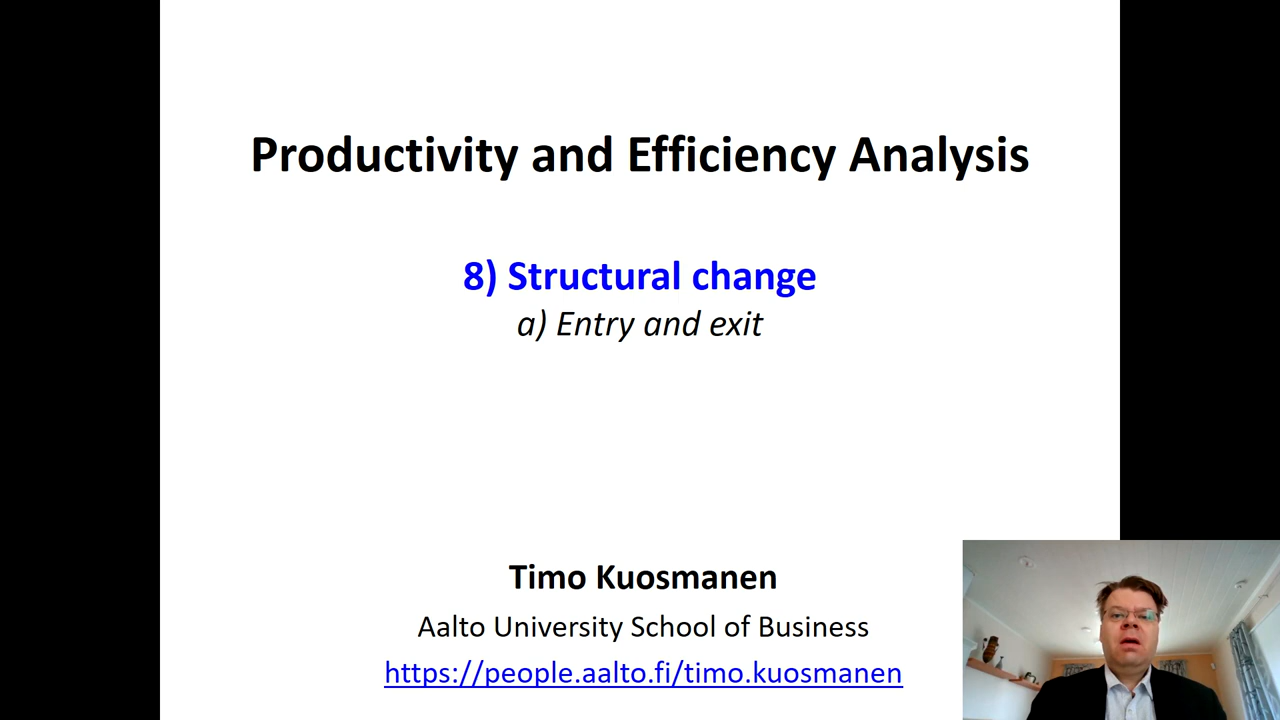 Productivity and Efficiency Analysis
8) Structural change
a) Entry and exit
Timo Kuosmanen
Aalto University School of Business
https://people.aalto.fi/timo.kuosmanen